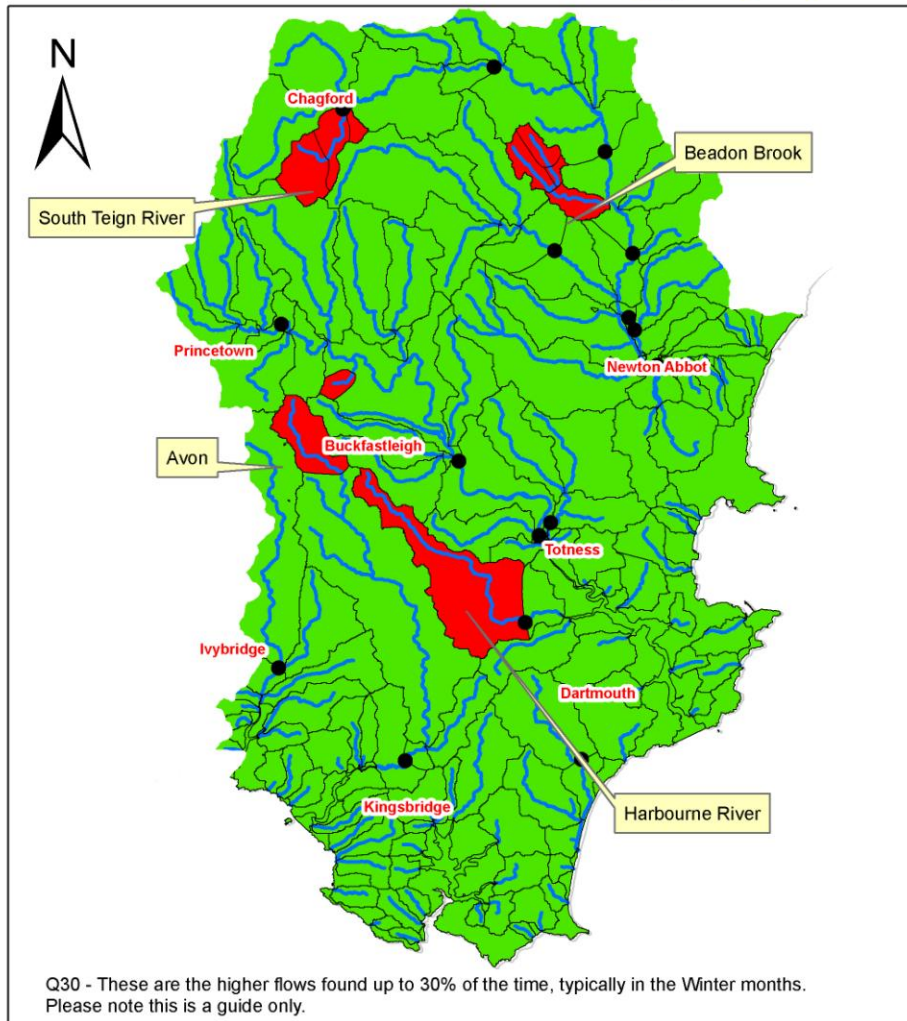 N
Chagford
Beadon Brook
South Teign River
Princetown
Newton Abbot
Buckfastleigh
Avon
Totness
Ivybridge
Dartmouth
Kingsbridge
Harbourne River
Q30 - These are the higher flows found up to 30% of the time, typically in the Winter months.
Please note this is a guide only.